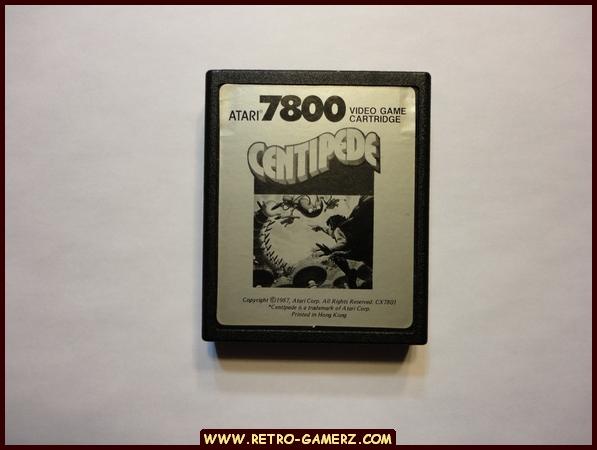 ATARI® 7800 VIDEO GAME
CARTRIDGE
CENTIPEDE
Copyright ©1987, Atari Corp. All Rights Reserved. CX7801
*Centipede is a trademark of Atari Corp.
Printed in Hong Kong
WWW.RETRO-GAMERZ.COM